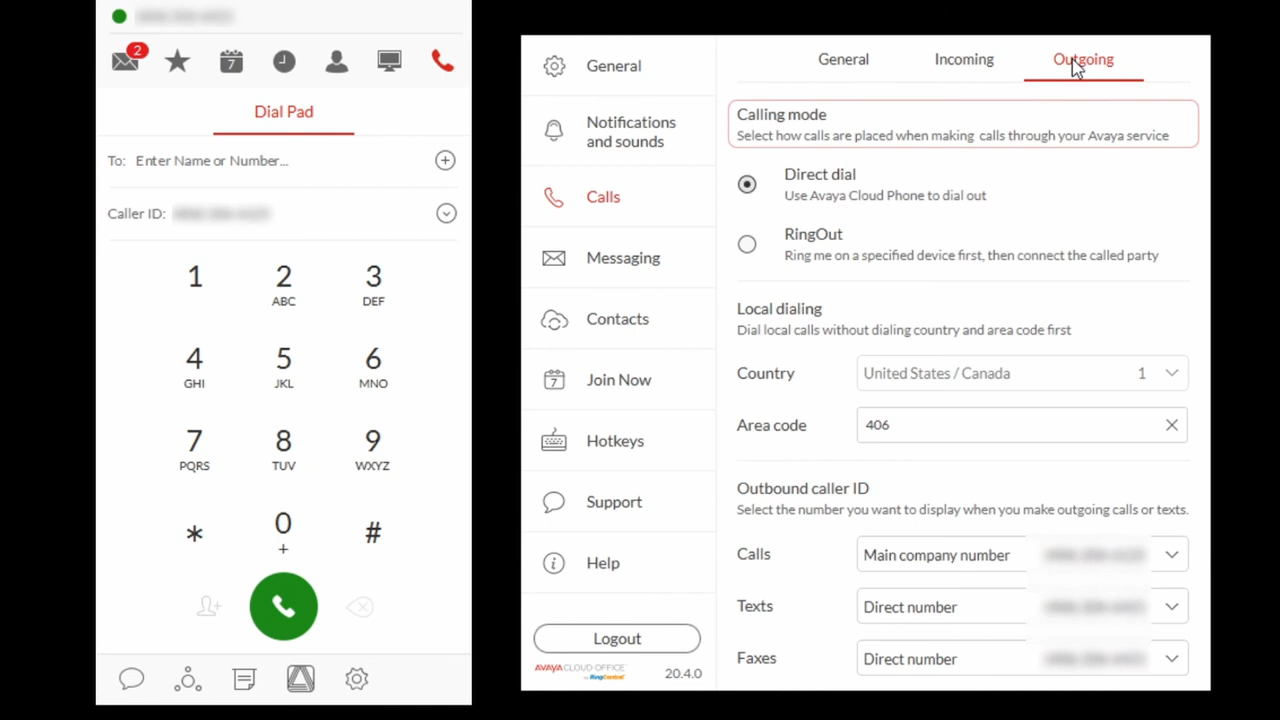 2
7
Dial Pad
To: Enter Name or Number...
Caller ID:
1
2
3
ABC
DEF
4
5
6
GHI
JKL
MNO
7
8
9
PQRS
TUV
WXYZ
*
0
#
+
General
Notifications
and sounds
Calls
Messaging
Contacts
7
Join Now
Hotkeys
Support
Help
Logout
AVAYA CLOUD OFFICE™
by RingCentral®
20.4.0
General
Incoming
Outgoing
Calling mode
Select how calls are placed when making calls through your Avaya service
Direct dial
Use Avaya Cloud Phone to dial out
RingOut
Ring me on a specified device first, then connect the called party
Local dialing
Dial local calls without dialing country and area code first
Country United States / Canada 1
Area code 406
Outbound caller ID
Select the number you want to display when you make outgoing calls or texts.
Calls Main company number
Texts Direct number
Faxes Direct number